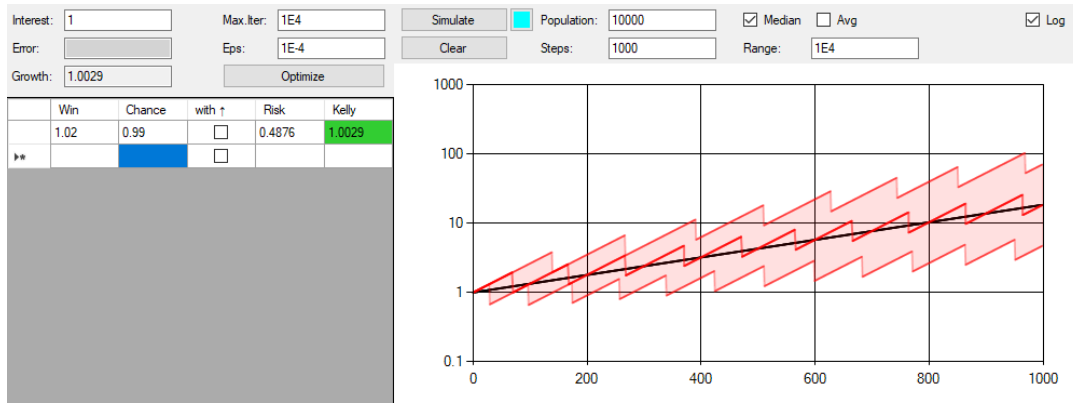 Interest: 1 Max.Iter: 1E4 Simulate Population: 10000 Median Avg Log
Error: Eps: 1E-4 Clear Steps: 1000 Range: 1E4
Growth: 1.0029 Optimize
Win Chance with ↑ Risk Kelly
1.02 0.99 0.4876 1.0029
1000
100
10
1
0.1
0 200 400 600 800 1000